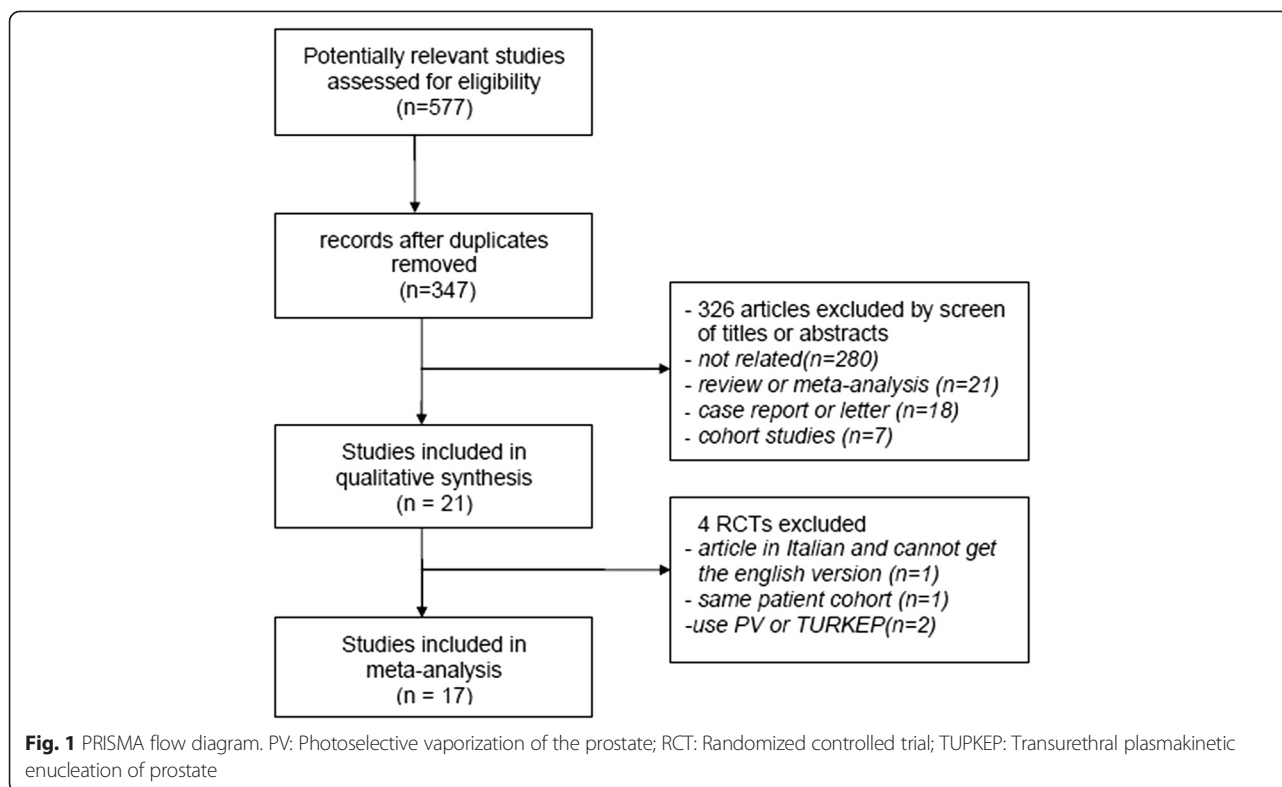 Potentially relevant studies
assessed for eligibility
(n=577)
records after duplicates
removed
(n=347)
- 326 articles excluded by screen
of titles or abstracts
- not related(n=280)
- review or meta-analysis (n=21)
- case report or letter (n=18)
- cohort studies (n=7)
Studies included in
qualitative synthesis
(n = 21)
4 RCTs excluded
- article in Italian and cannot get
the english version (n=1)
- same patient cohort (n=1)
-use PV or TURKEP(n=2)
Studies included in
meta-analysis
(n = 17)
Fig. 1 PRISMA flow diagram. PV: Photoselective vaporization of the prostate; RCT: Randomized controlled trial; TUPKEP: Transurethral plasmakinetic
enucleation of prostate